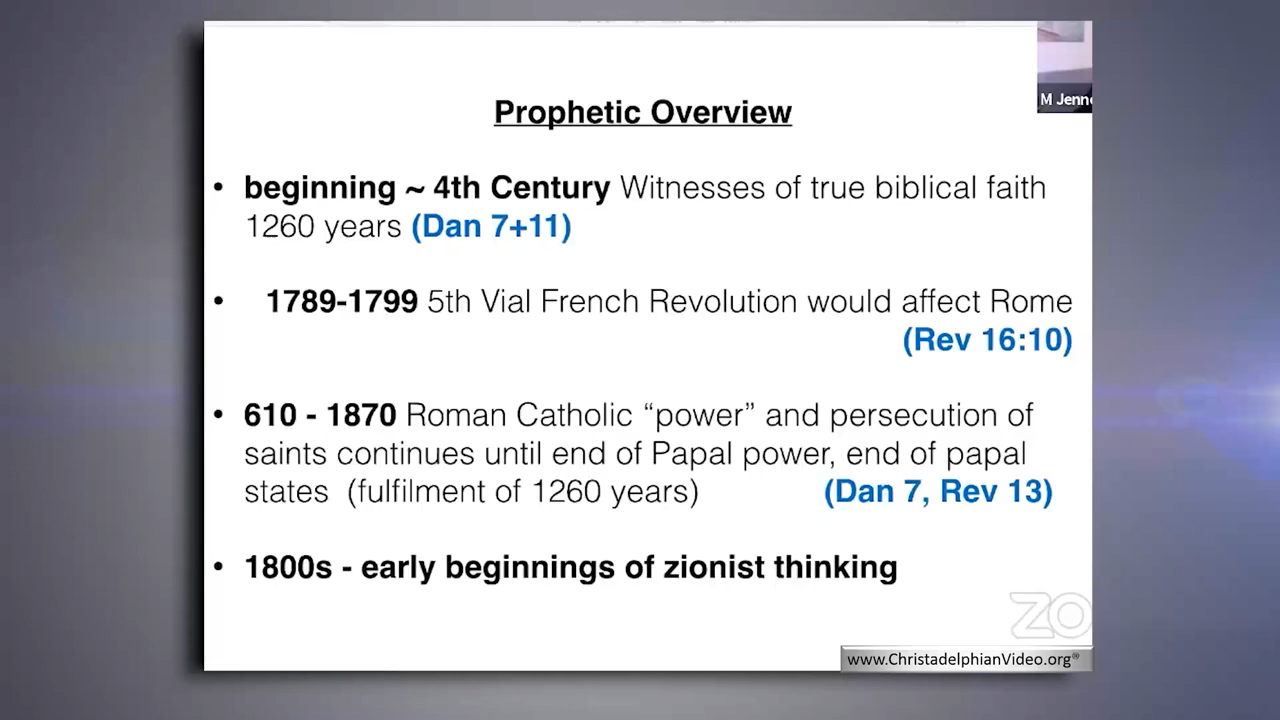 M Jenn
Prophetic Overview
• beginning ~ 4th Century Witnesses of true biblical faith
1260 years (Dan 7+11)
• 1789-1799 5th Vial French Revolution would affect Rome
(Rev 16:10)
• 610 - 1870 Roman Catholic “power” and persecution of
saints continues until end of Papal power, end of papal
states (fulfilment of 1260 years) (Dan 7, Rev 13)
• 1800s - early beginnings of zionist thinking
ZO
www.ChristadelphianVideo.org®